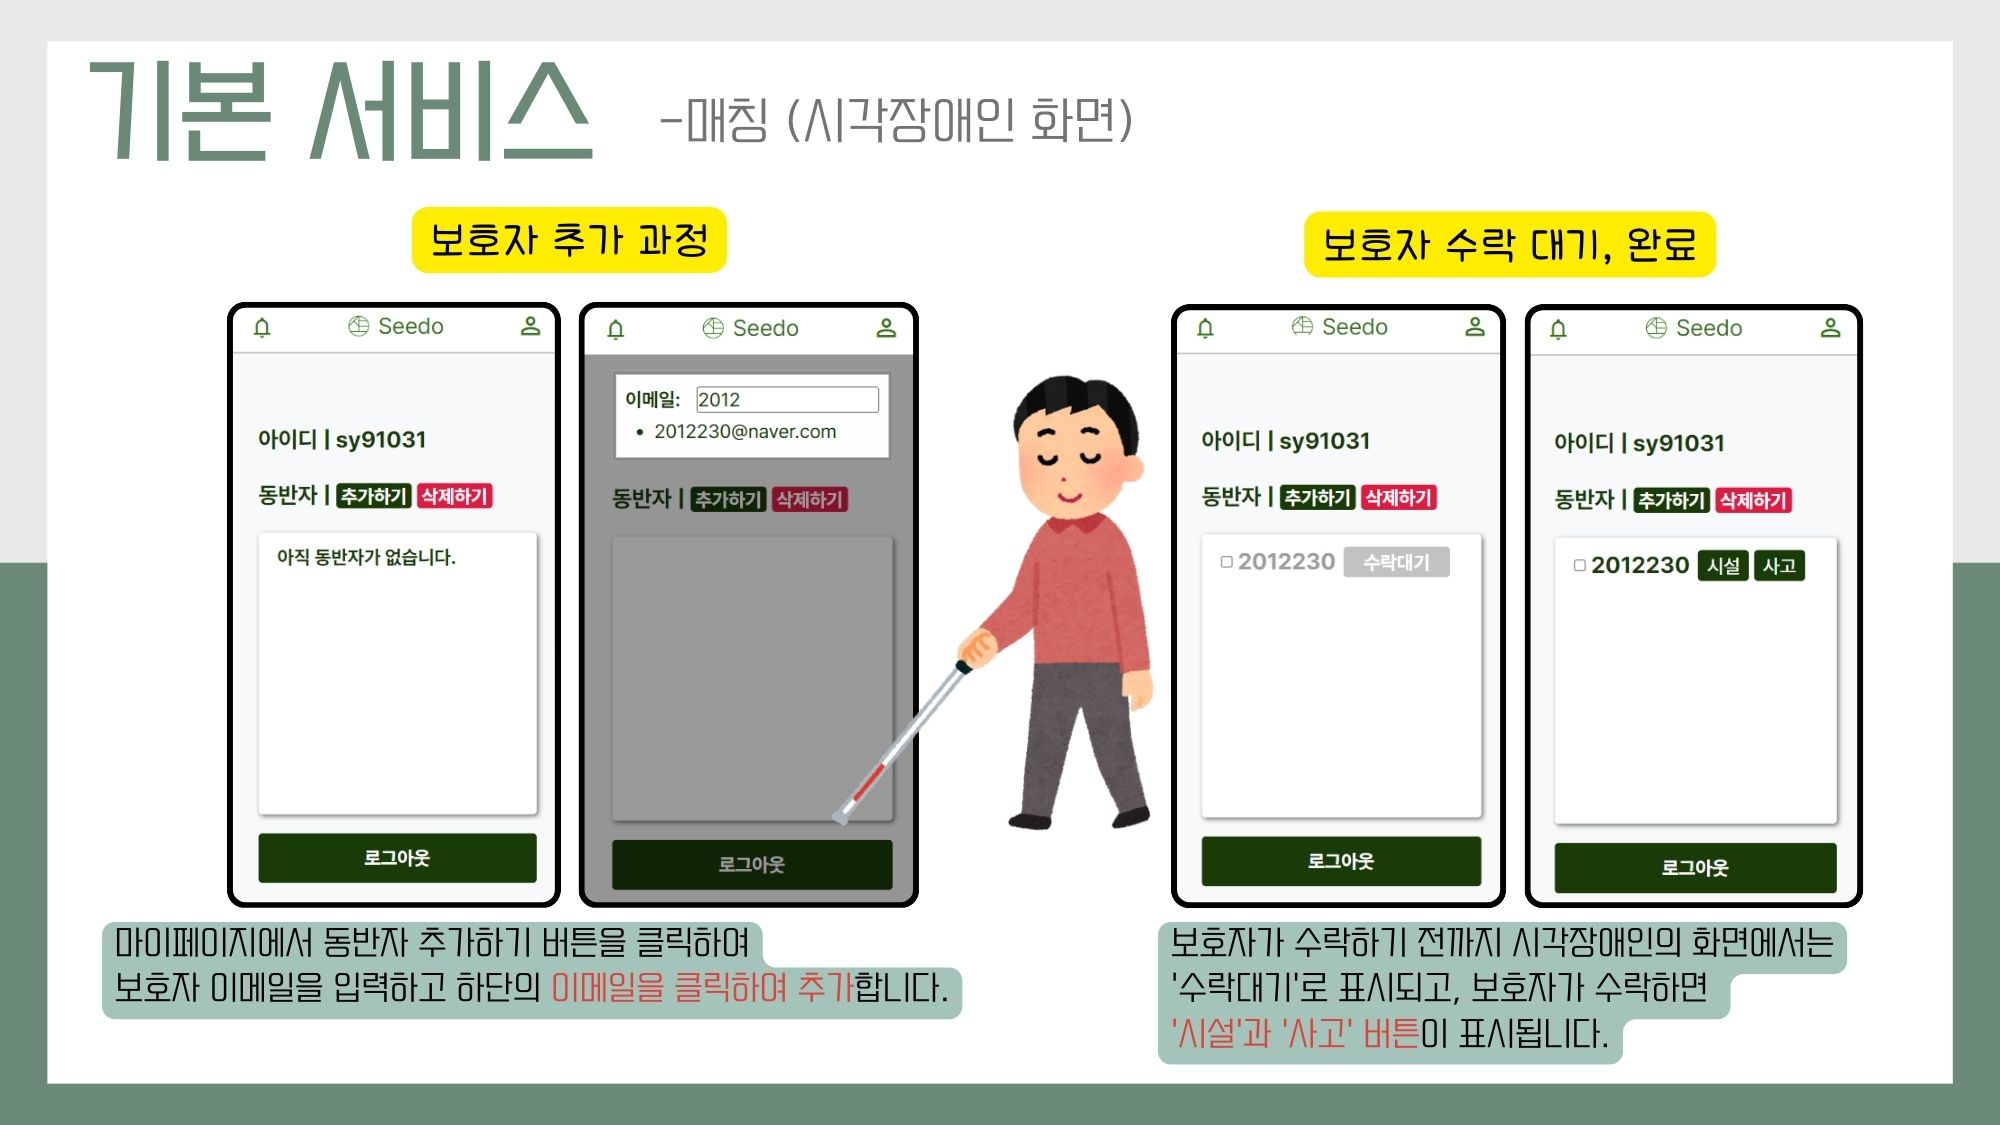 기본 서비스
-매칭 (시각장애인 화면)
보호자 추가 과정
Seedo
아이디 | sy91031
동반자 | 추가하기 삭제하기
아직 동반자가 없습니다.
로그아웃
Seedo
이메일: 2012
• 2012230@naver.com
동반자 | 추가하기 삭제하기
로그아웃
마이페이지에서 동반자 추가하기 버튼을 클릭하여
보호자 이메일을 입력하고 하단의 이메일을 클릭하여 추가합니다.
보호자 수락 대기, 완료
Seedo
아이디 | sy91031
동반자 | 추가하기 삭제하기
2012230 수락대기
로그아웃
Seedo
아이디 | sy91031
동반자 | 추가하기 삭제하기
2012230 시설 사고
로그아웃
보호자가 수락하기 전까지 시각장애인의 화면에서는
'수락대기'로 표시되고, 보호자가 수락하면
'시설'과 '사고' 버튼이 표시됩니다.